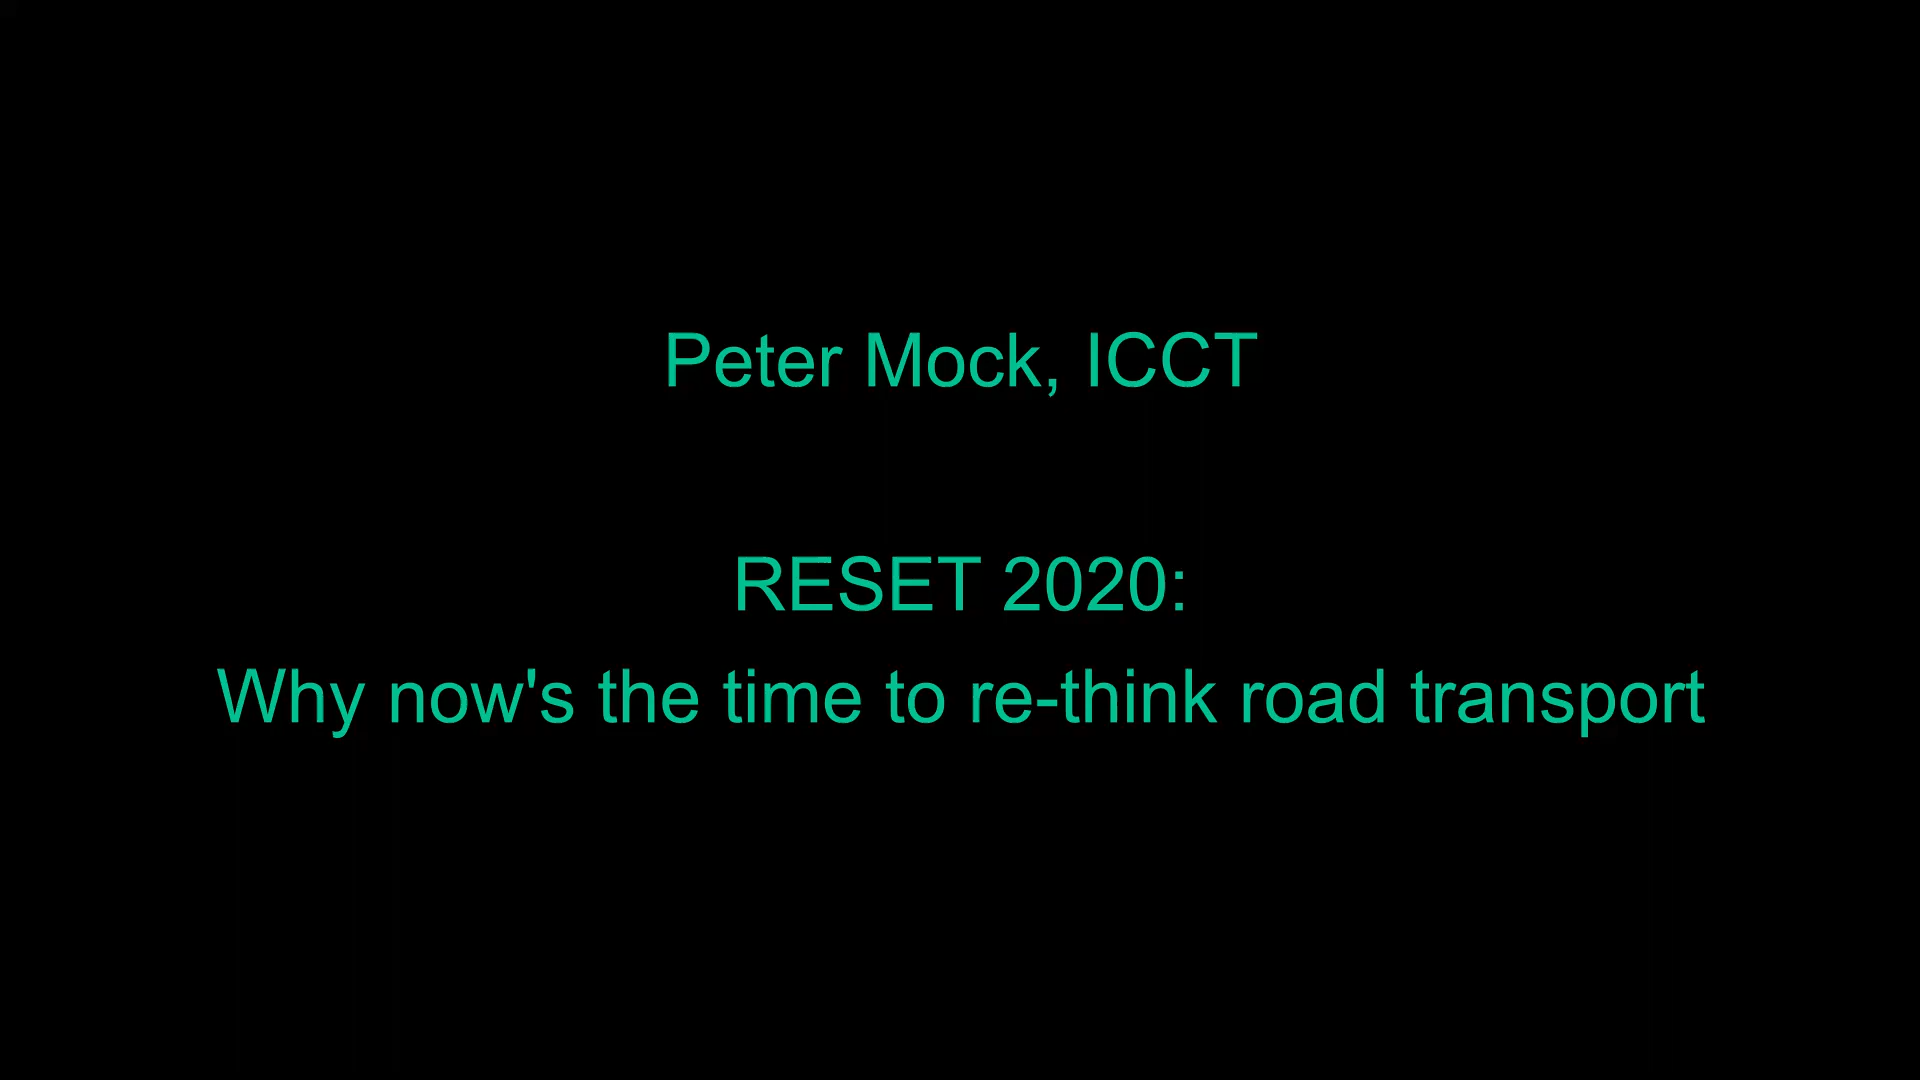 Peter Mock, ICCT
RESET 2020:
Why now's the time to re-think road transport